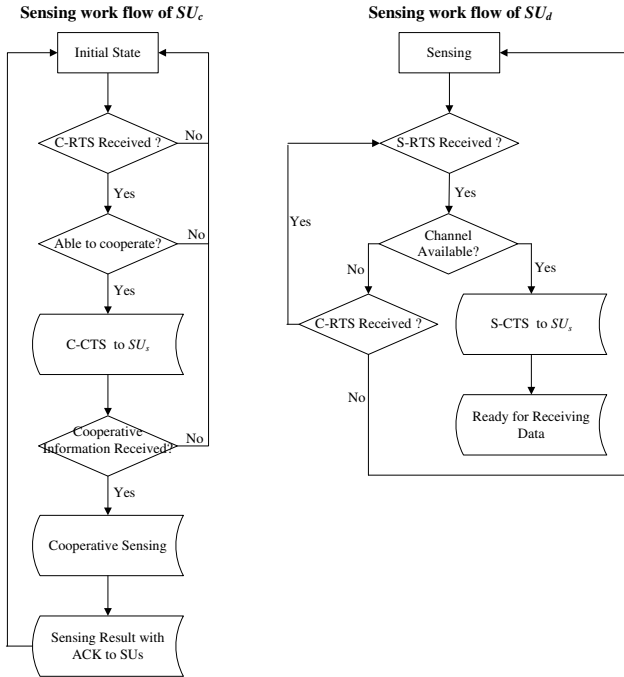 Sensing work flow of SUc
Initial State
C-RTS Received ?
No
Yes
Able to cooperate?
No
Yes
C-CTS to SUs
Cooperative
Information Received?
No
Yes
Cooperative Sensing
Sensing Result with
ACK to SUs
Sensing work flow of SUd
Sensing
S-RTS Received ?
Yes
Yes
Channel
Available?
No
Yes
C-RTS Received ?
S-CTS to SUs
No
Ready for Receiving
Data